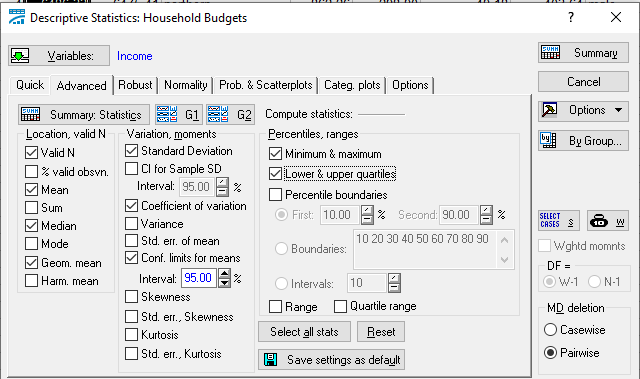 Descriptive Statistics: Household Budgets
?
Variables:
Income
Summary
Cancel
Options
By Group...
Quick
Advanced
Robust
Normality
Prob. & Scatterplots
Categ. plots
Options
Summary: Statistics
G1
G2
Compute statistics:
Location, valid N
Valid N
% valid obsvn.
Mean
Sum
Median
Mode
Geom. mean
Harm. mean
Variation, moments
Standard Deviation
CI for Sample SD
Interval: 95.00 %
Coefficient of variation
Variance
Std. err. of mean
Conf. limits for means
Interval: 95.00 %
Skewness
Std. err., Skewness
Kurtosis
Std. err., Kurtosis
Percentiles, ranges
Minimum & maximum
Lower & upper quartiles
Percentile boundaries
First: 10.00 % Second: 90.00 %
Boundaries: 10 20 30 40 50 60 70 80 90
Intervals: 10
Range
Quartile range
Select all stats
Reset
Save settings as default
SELECT CASES S
W
Wghtd momnts
DF =
W-1
N-1
MD deletion
Casewise
Pairwise